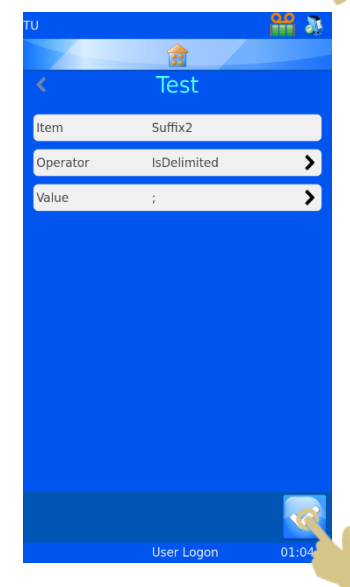 TU
Test
Item Suffix2
Operator IsDelimited
Value ;
User Logon 01:04